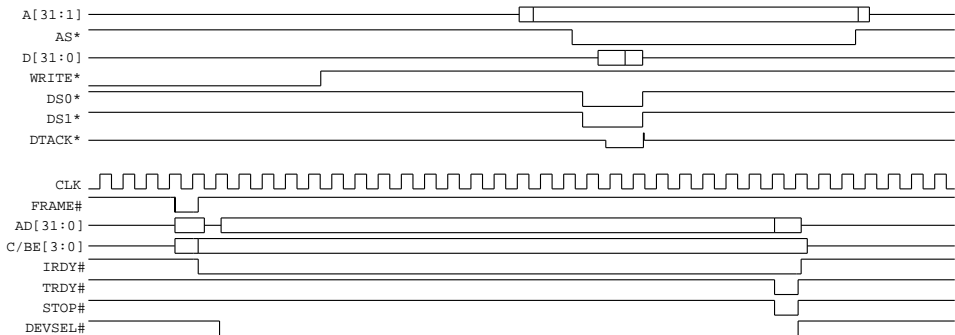 A[31:1]
AS*
D[31:0]
WRITE*
DS0*
DS1*
DTACK*
CLK
FRAME#
AD[31:0]
C/BE[3:0]
IRDY#
TRDY#
STOP#
DEVSEL#